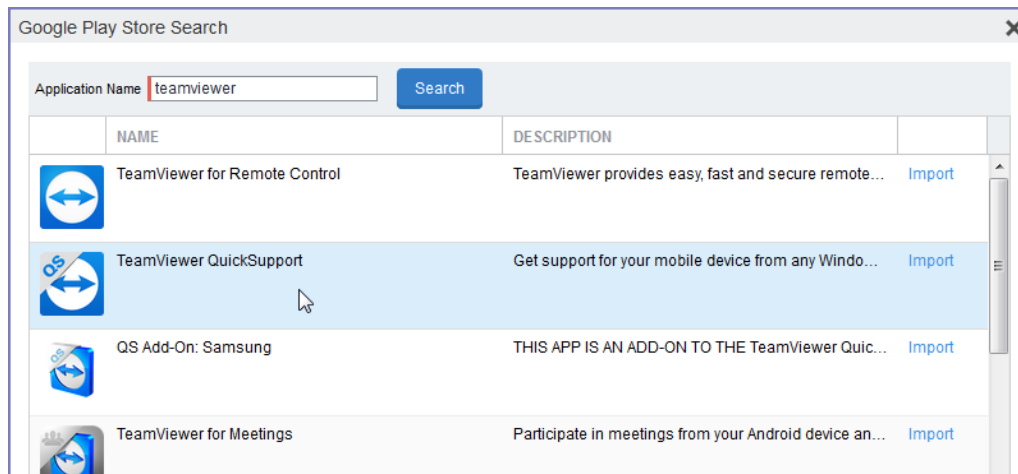 Google Play Store Search
Application Name teamviewer Search
NAME DESCRIPTION
TeamViewer for Remote Control TeamViewer provides easy, fast and secure remote... Import
QS
TeamViewer QuickSupport Get support for your mobile device from any Windo... Import
QS
QS Add-On: Samsung THIS APP IS AN ADD-ON TO THE TeamViewer Quic... Import
TeamViewer for Meetings Participate in meetings from your Android device an... Import